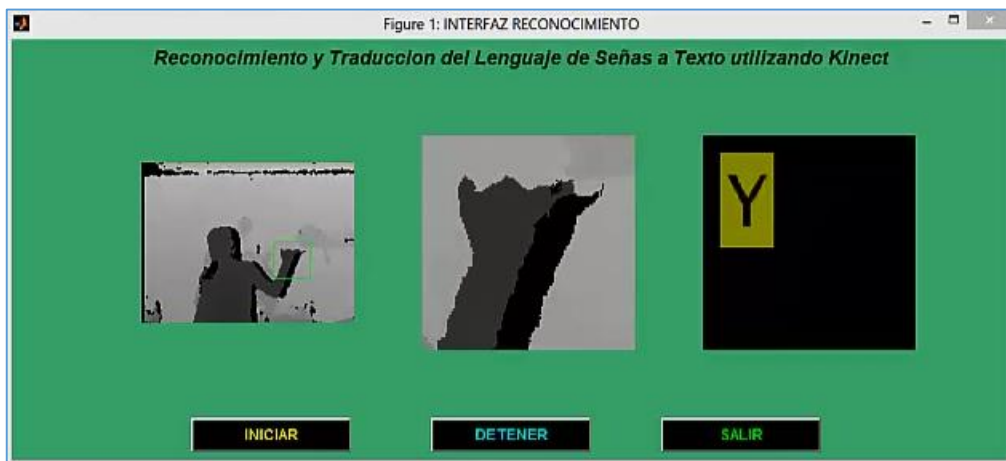 Figure 1: INTERFAZ RECONOCIMIENTO
Reconocimiento y Traduccion del Lenguaje de Señas a Texto utilizando Kinect
Y
INICIAR
DETENER
SALIR